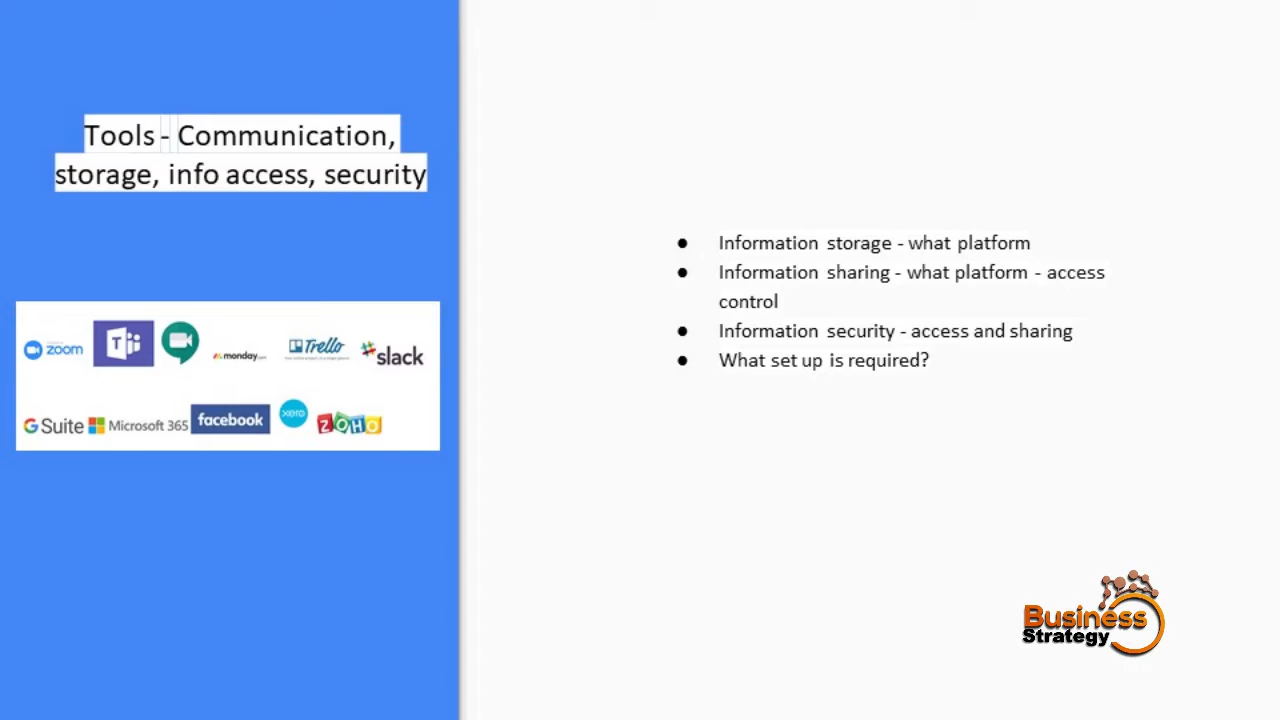 Tools - Communication,
storage, info access, security
zoom
monday.com
Trello
slack
G Suite
Microsoft 365
facebook
xero
ZOHO
● Information storage - what platform
● Information sharing - what platform - access
control
● Information security - access and sharing
● What set up is required?
Business
Strategy